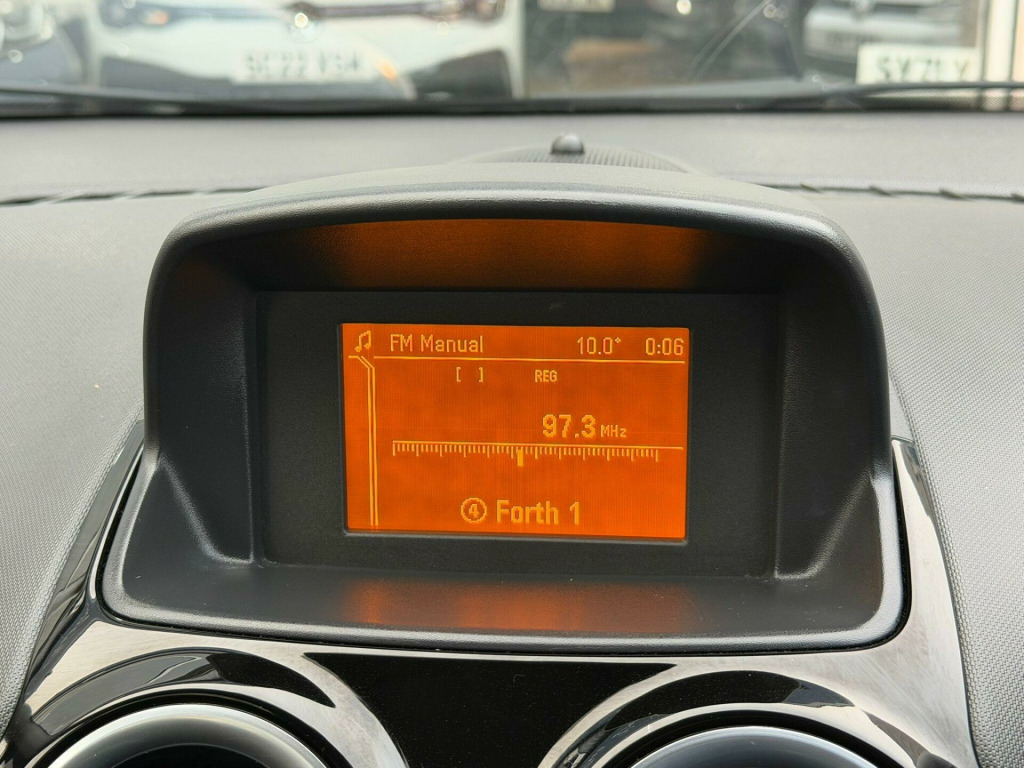 FM Manual 10.0° 0:06
[ ] REG
97.3 MHz
4 Forth 1